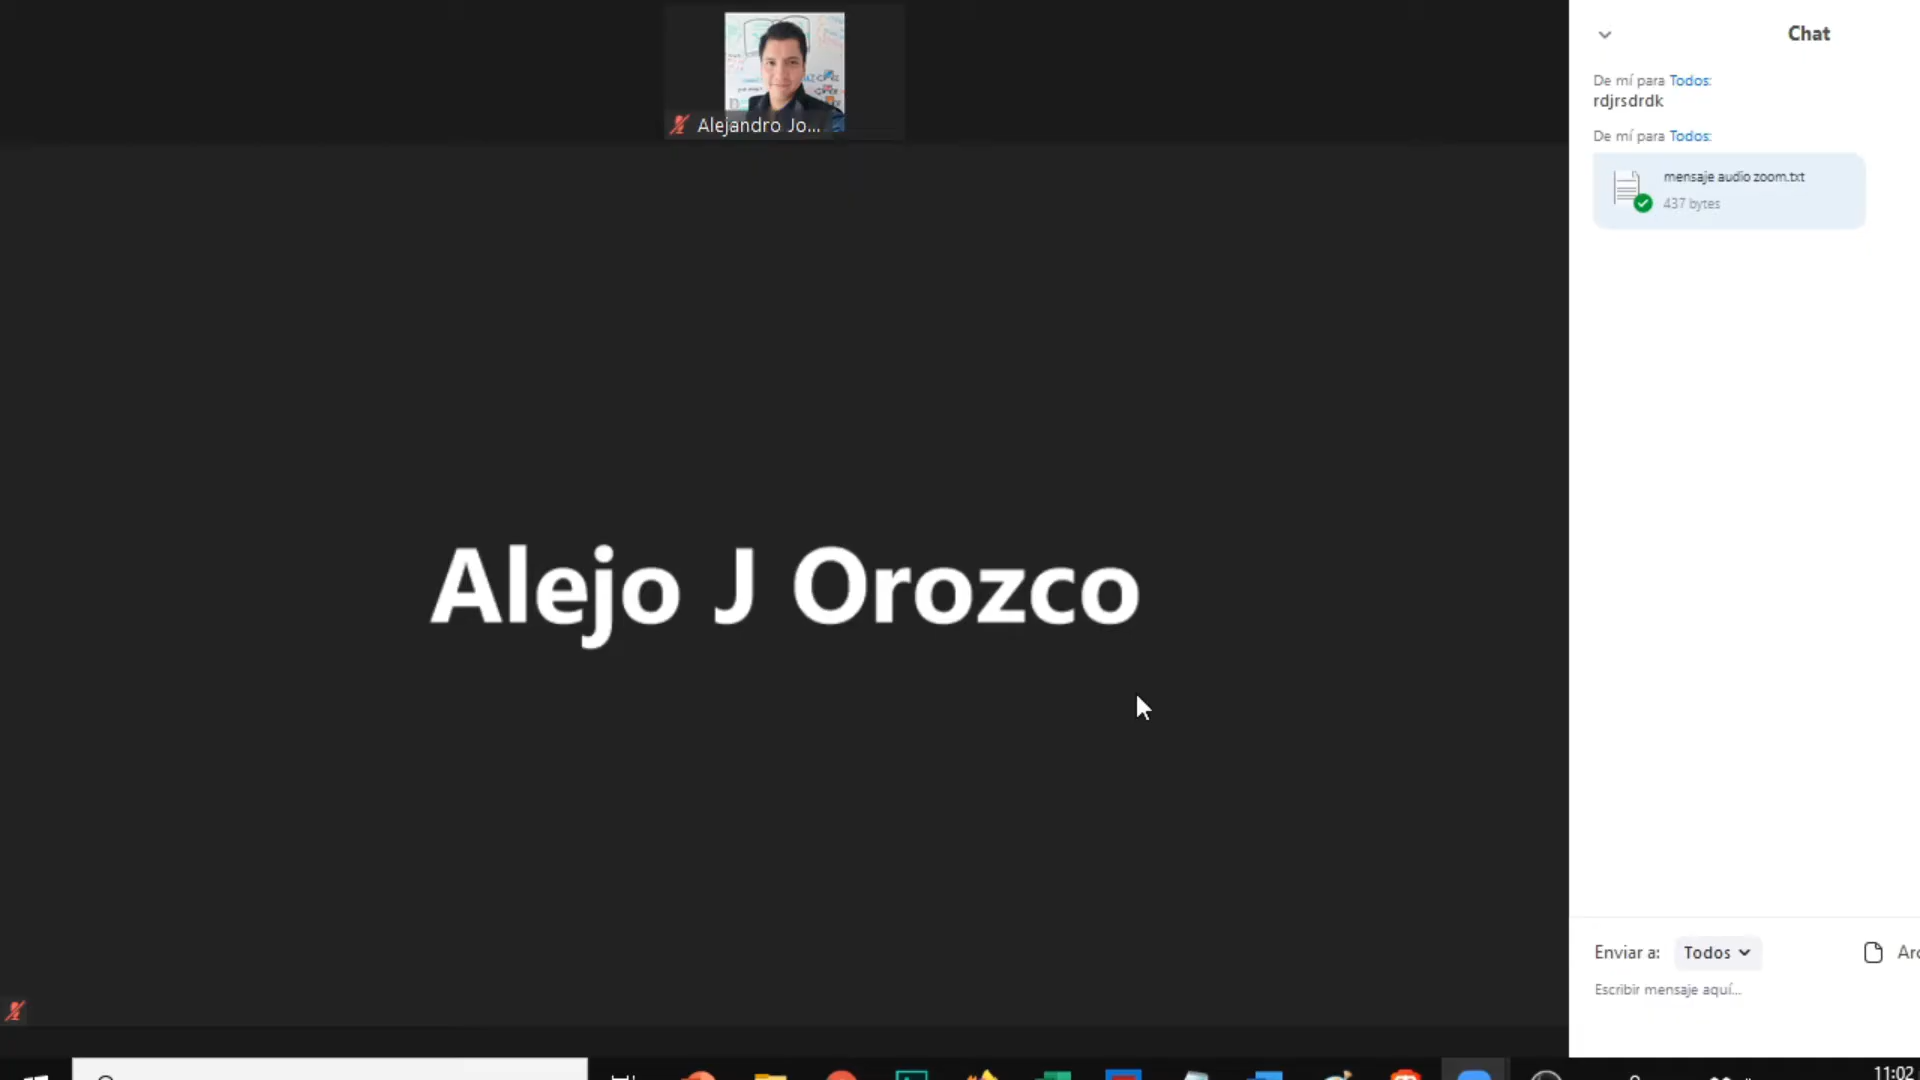 Alejandro Jo...
Alejo J Orozco
Chat
De mí para Todos:
rdjrsdrdk
De mí para Todos:
mensaje audio zoom.txt
437 bytes
Enviar a: Todos
Escribir mensaje aquí...
11:02